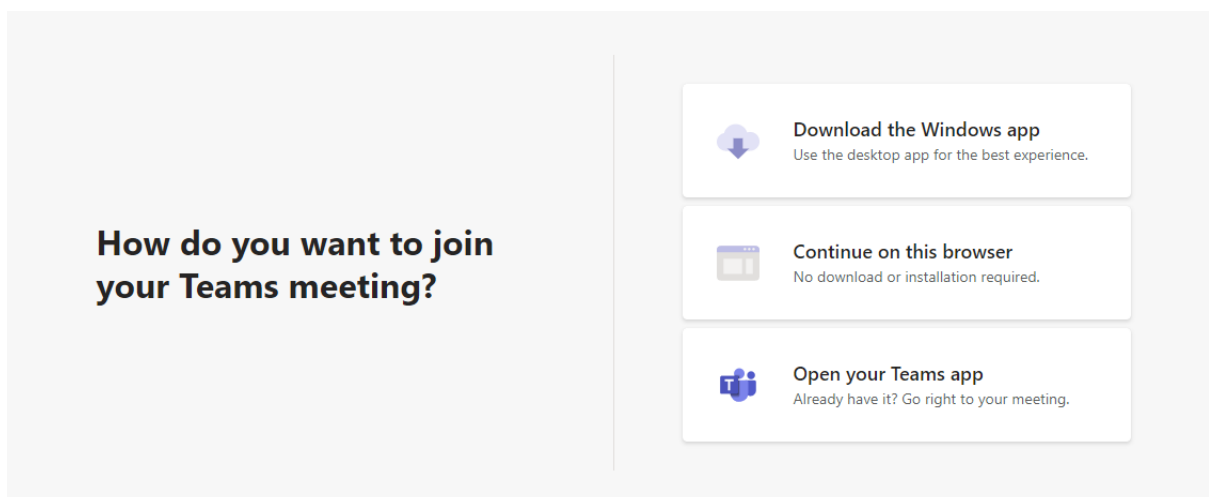 How do you want to join
your Teams meeting?
Download the Windows app
Use the desktop app for the best experience.
Continue on this browser
No download or installation required.
T
Open your Teams app
Already have it? Go right to your meeting.